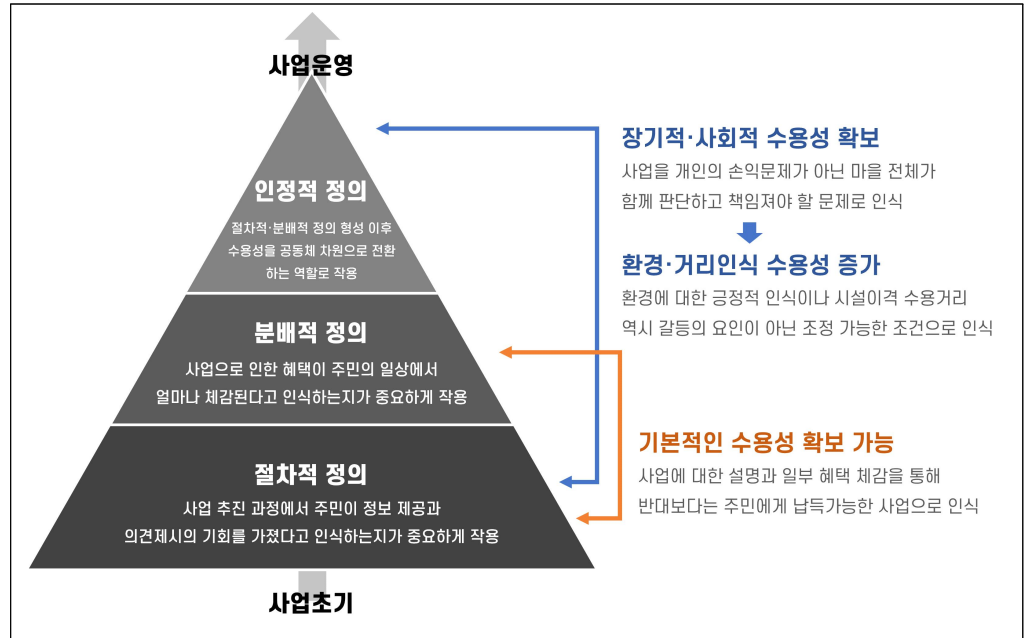 사업운영
인정적 정의
절차적·분배적 정의 형성 이후
수용성을 공동체 차원으로 전환
하는 역할로 작용
분배적 정의
사업으로 인한 혜택이 주민의 일상에서
얼마나 체감된다고 인식하는지가 중요하게 작용
절차적 정의
사업 추진 과정에서 주민이 정보 제공과
의견제시의 기회를 가졌다고 인식하는지가 중요하게 작용
사업초기
장기적·사회적 수용성 확보
사업을 개인의 손익문제가 아닌 마을 전체가
함께 판단하고 책임져야 할 문제로 인식
환경·거리인식 수용성 증가
환경에 대한 긍정적 인식이나 시설이격 수용거리
역시 갈등의 요인이 아닌 조정 가능한 조건으로 인식
기본적인 수용성 확보 가능
사업에 대한 설명과 일부 혜택 체감을 통해
반대보다는 주민에게 납득가능한 사업으로 인식